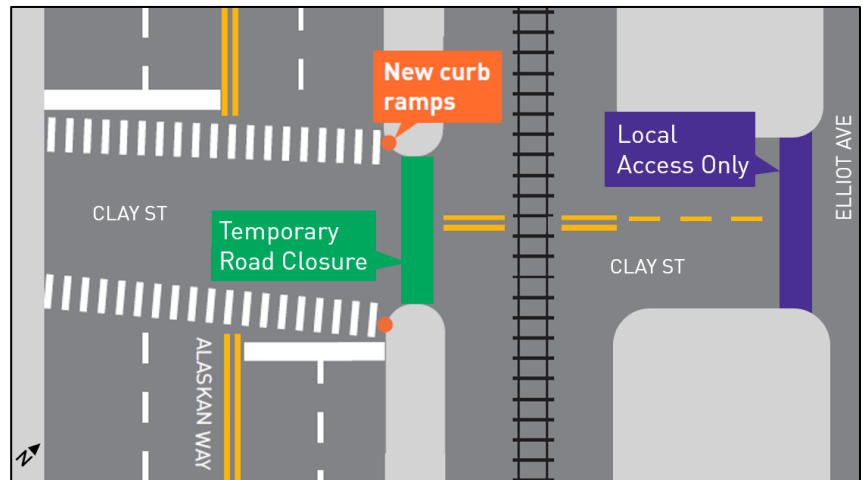 New curb
ramps
Local
Access Only
ELLIOT AVE
CLAY ST
Temporary
Road Closure
CLAY ST
ALASKAN WAY
N